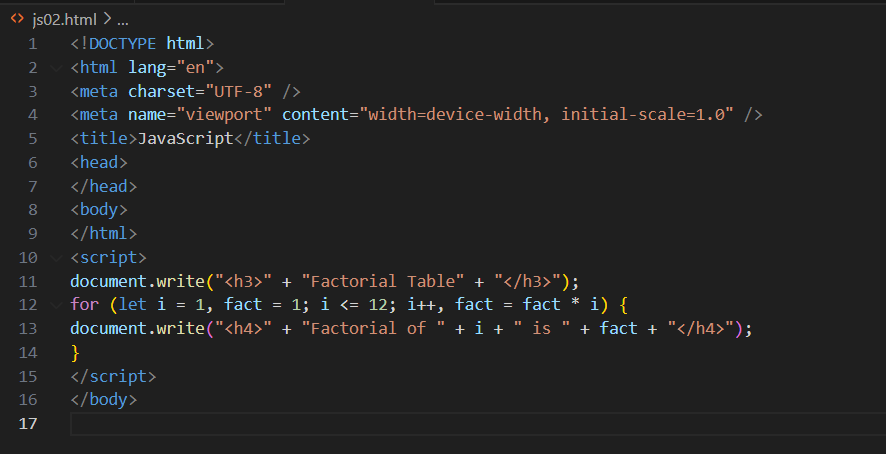 js02.html > ...
1 <!DOCTYPE html>
2 <html lang="en">
3 <meta charset="UTF-8" />
4 <meta name="viewport" content="width=device-width, initial-scale=1.0" />
5 <title>JavaScript</title>
6 <head>
7 </head>
8 <body>
9 </html>
10 <script>
11 document.write("<h3>" + "Factorial Table" + "</h3>");
12 for (let i = 1, fact = 1; i <= 12; i++, fact = fact * i) {
13 document.write("<h4>" + "Factorial of " + i + " is " + fact + "</h4>");
14 }
15 </script>
16 </body>
17